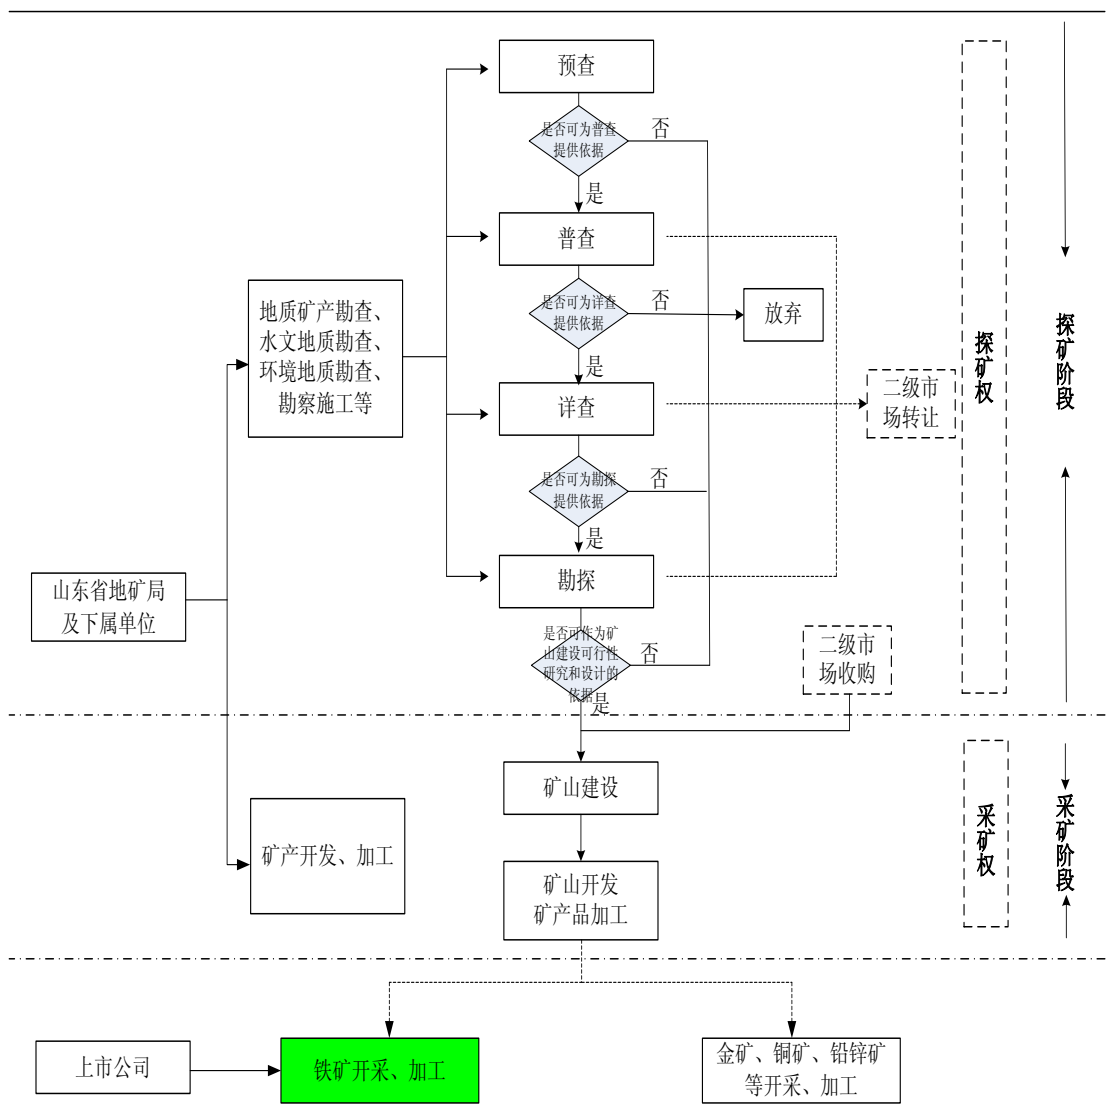 预查
是否可为普查
提供依据
否
是
普查
是否可为详查
提供依据
否
放弃
是
详查
是否可为勘探
提供依据
否
是
勘探
是否可作为矿
山建设可行性
研究和设计的
依据
否
是
地质矿产勘查、
水文地质勘查、
环境地质勘查、
勘察施工等
二级市
场转让
探矿权
探矿阶段
山东省地矿局
及下属单位
二级市
场收购
矿山建设
矿产开发、加工
矿山开发
矿产品加工
采矿权
采矿阶段
上市公司
铁矿开采、加工
金矿、铜矿、铅锌矿
等开采、加工